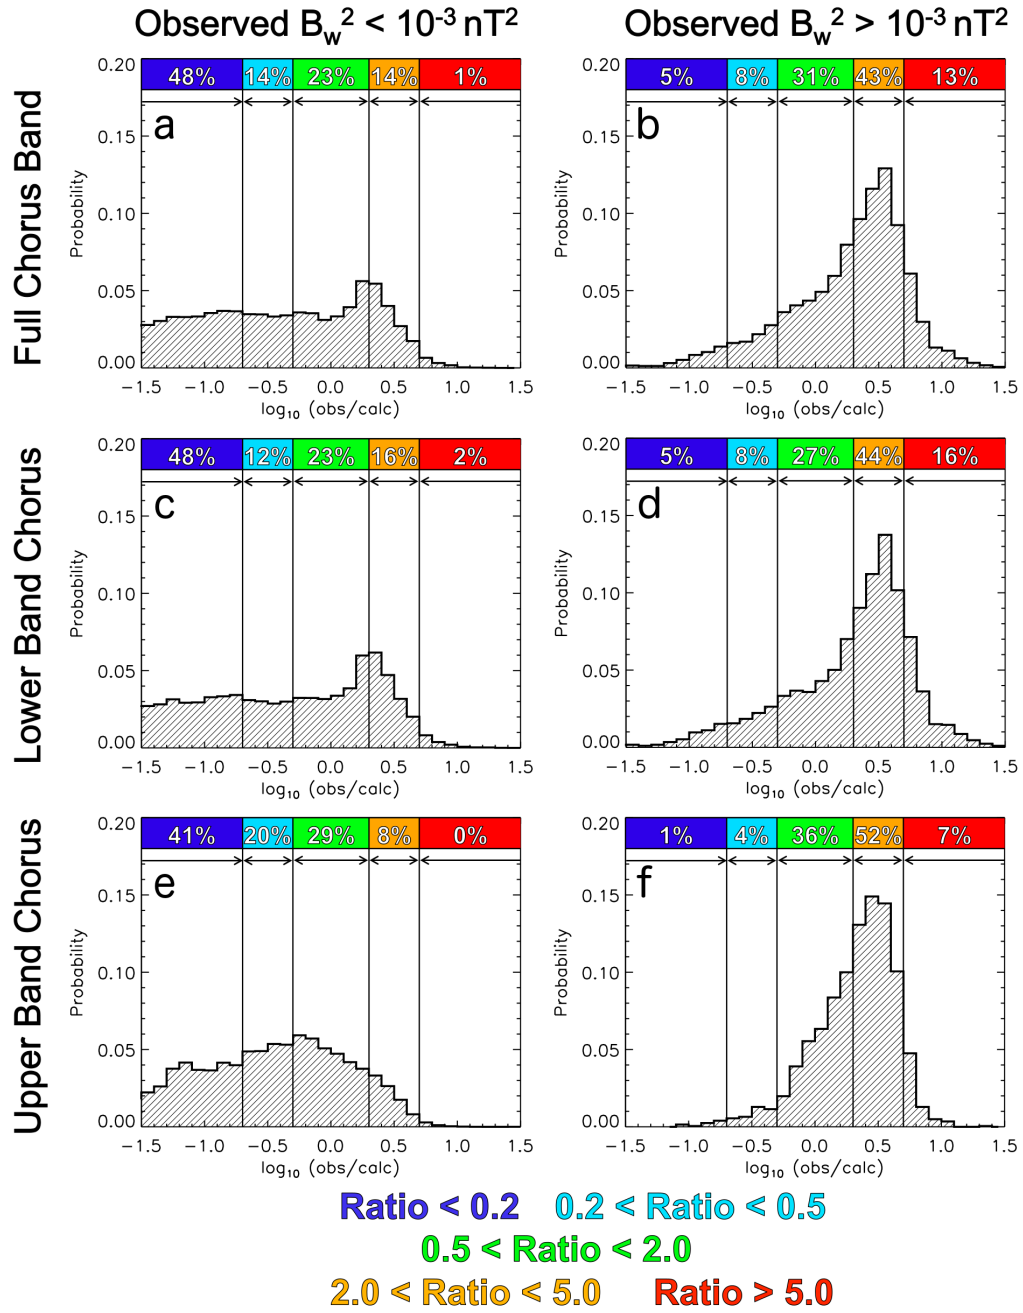 Observed B_w^2 < 10^-3 nT^2
Observed B_w^2 > 10^-3 nT^2
Full Chorus Band
0.20
48% 14% 23% 14% 1%
a
0.15
Probability
0.10
0.05
0.00
−1.5 −1.0 −0.5 0.0 0.5 1.0 1.5
log10 (obs/calc)
0.20
5% 8% 31% 43% 13%
b
0.15
Probability
0.10
0.05
0.00
−1.5 −1.0 −0.5 0.0 0.5 1.0 1.5
log10 (obs/calc)
Lower Band Chorus
0.20
48% 12% 23% 16% 2%
c
0.15
Probability
0.10
0.05
0.00
−1.5 −1.0 −0.5 0.0 0.5 1.0 1.5
log10 (obs/calc)
0.20
5% 8% 27% 44% 16%
d
0.15
Probability
0.10
0.05
0.00
−1.5 −1.0 −0.5 0.0 0.5 1.0 1.5
log10 (obs/calc)
Upper Band Chorus
0.20
41% 20% 29% 8% 0%
e
0.15
Probability
0.10
0.05
0.00
−1.5 −1.0 −0.5 0.0 0.5 1.0 1.5
log10 (obs/calc)
0.20
1% 4% 36% 52% 7%
f
0.15
Probability
0.10
0.05
0.00
−1.5 −1.0 −0.5 0.0 0.5 1.0 1.5
log10 (obs/calc)
Ratio < 0.2 0.2 < Ratio < 0.5
0.5 < Ratio < 2.0
2.0 < Ratio < 5.0 Ratio > 5.0